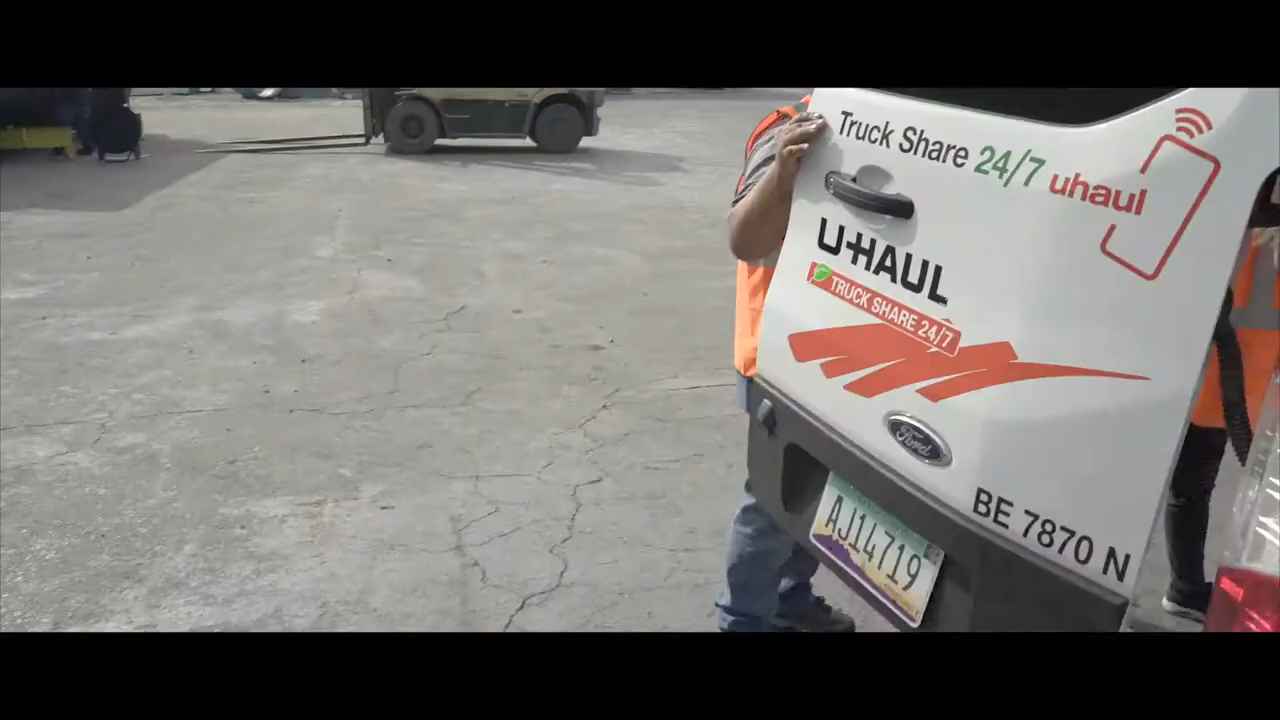 Truck Share 24/7 uhaul
U-HAUL
TRUCK SHARE 24/7
Ford
BE 7870 N
AJ14719